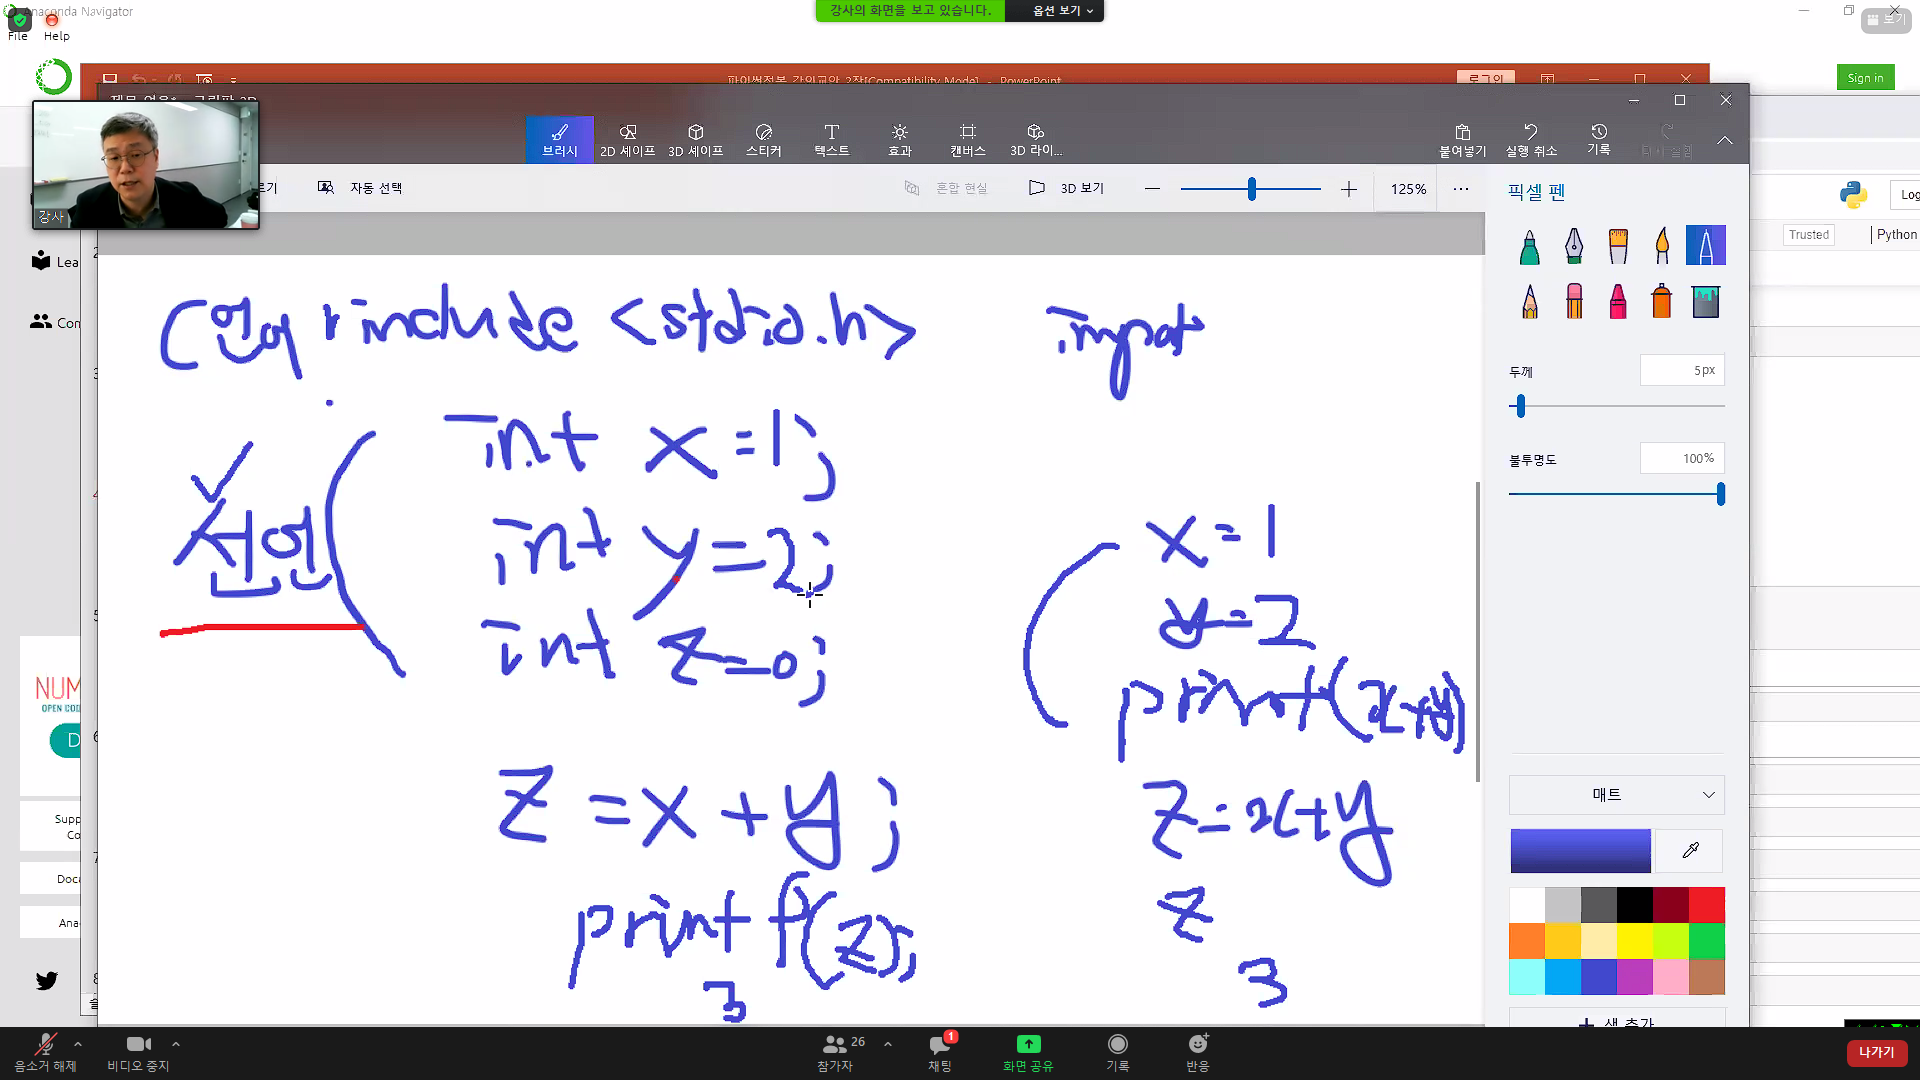 Anaconda Navigator
강사의 화면을 보고 있습니다.
옵션 보기
보기
File
Help
파이썬정복 강의교안 2장[Compatibility Mode] - PowerPoint
로그인
Sign in
강사
브러시
2D 셰이프
3D 셰이프
스티커
텍스트
효과
캔버스
3D 라이...
붙여넣기
실행 취소
기록
자동 선택
혼합 현실
3D 보기
125%
픽셀 펜
Log
Trusted
Python
Lea
Con
두께
5px
불투명도
100%
C언어 #include <stdio.h>
import
int x=1;
선언
int y=2;
int z=0;
x=1
y=2
print(x+y)
z=x+y;
z=x+y
printf(z);
z
3
3
NUM
OPEN COD
D
Supp
Co
Docu
Ana
매트
색 추가
음소거 해제
비디오 중지
26
참가자
1
채팅
화면 공유
기록
반응
나가기